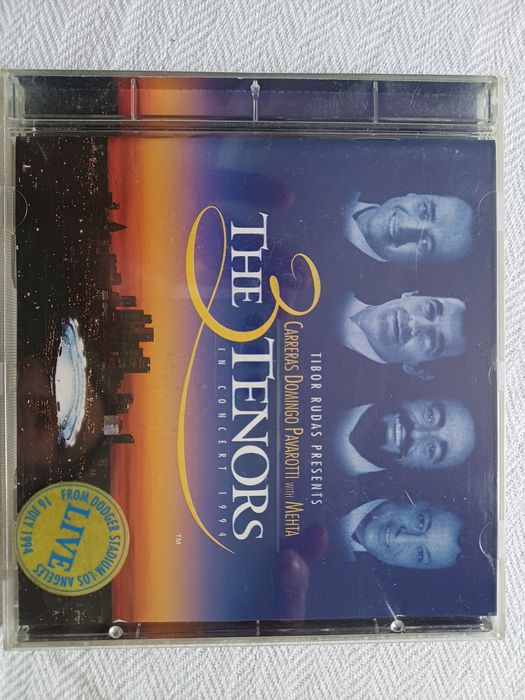 TIBOR RUDAS PRESENTS
CARRERAS DOMINGO PAVAROTTI WITH MEHTA
THE 3 TENORS
IN CONCERT 1994
TM
LIVE
FROM DODGER STADIUM LOS ANGELES
16 JULY 1994